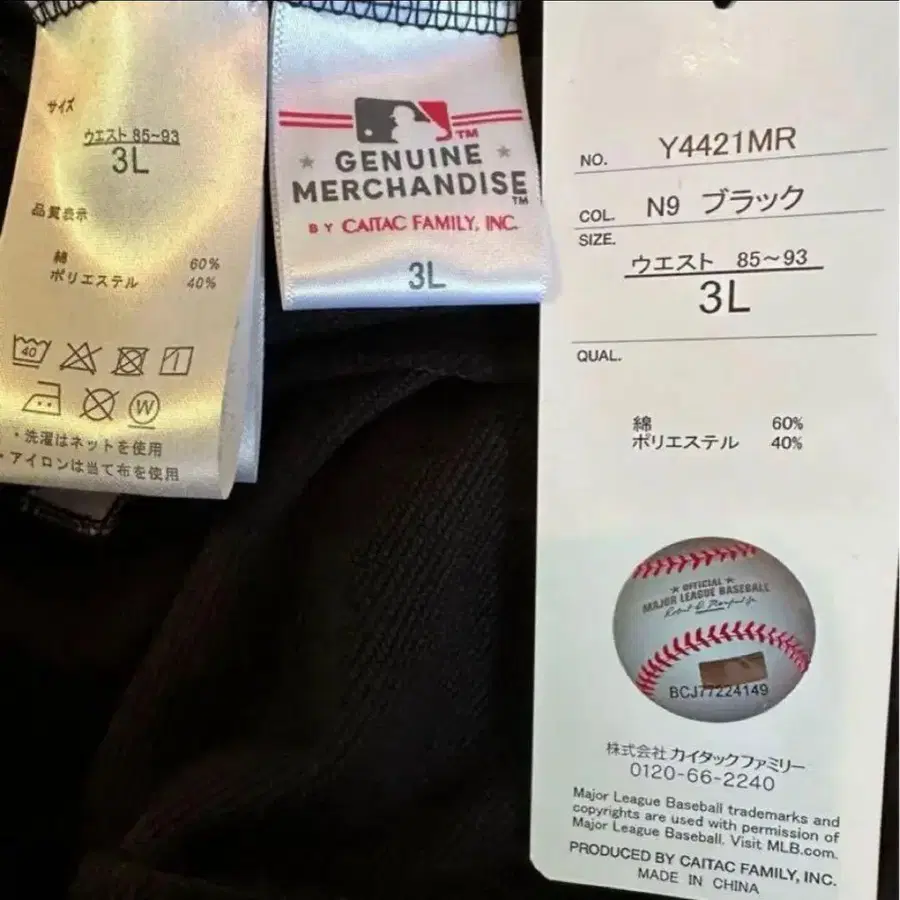 サイズ
ウエスト 85~93
3L
品質表示
綿 60%
ポリエステル 40%
40
W
・洗濯はネットを使用
・アイロンは当て布を使用
TM
GENUINE
MERCHANDISE
TM
BY CAITAC FAMILY, INC.
3L
NO. Y4421MR
COL. N9 ブラック
SIZE.
ウエスト 85~93
3L
QUAL.
綿 60%
ポリエステル 40%
★ OFFICIAL ★
MAJOR LEAGUE BASEBALL
BCJ77224149
株式会社カイタックファミリー
0120-66-2240
Major League Baseball trademarks and
copyrights are used with permission of
Major League Baseball. Visit MLB.com.
PRODUCED BY CAITAC FAMILY, INC.
MADE IN CHINA